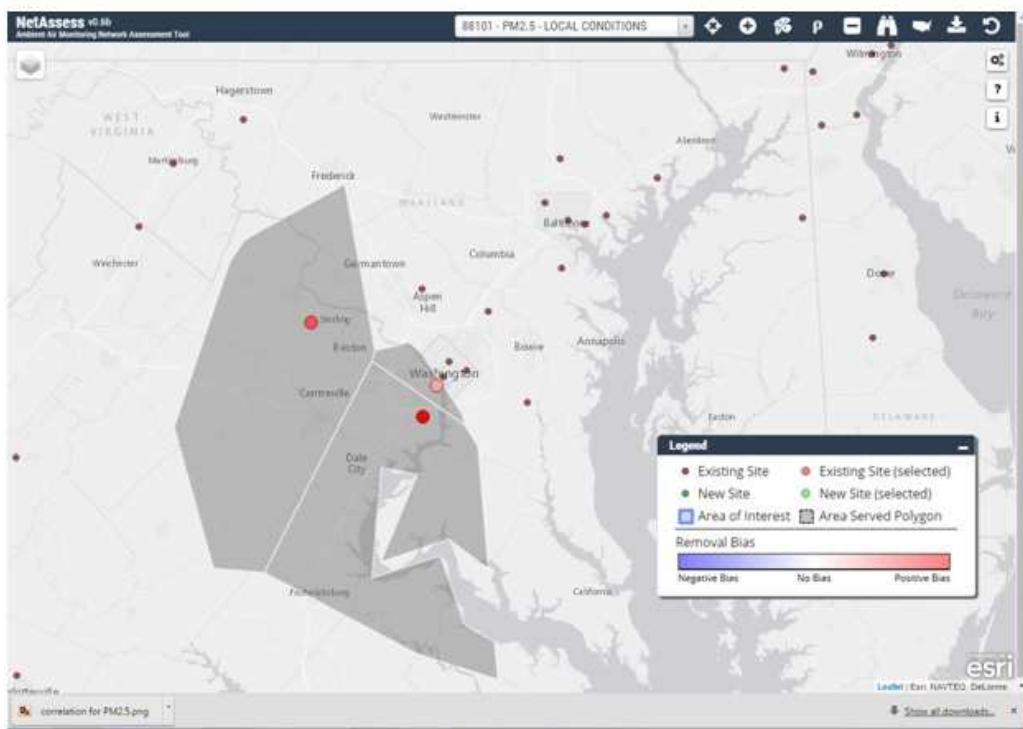 NetAssess v0.6b
Ambient Air Monitoring Network Assessment Tool
88101 - PM2.5 - LOCAL CONDITIONS
ρ
?
i
Wilmington
Hagerstown
WEST
VIRGINIA
Westminster
Aberdeen
Martinsburg
Frederick
MARYLAND
Baltimore
Winchester
Germantown
Columbia
Dover
Delaware
Bay
Aspen
Hill
Sterling
Reston
Bowie
Annapolis
Washington
Centreville
Easton
DELAWARE
Dale
City
Legend
Existing Site
Existing Site (selected)
New Site
New Site (selected)
Area of Interest
Area Served Polygon
Removal Bias
Negative Bias
No Bias
Positive Bias
Fredericksburg
California
esri
Leaflet | Esri, NAVTEQ, DeLorme
correlation for PM2.5.png
Show all downloads...